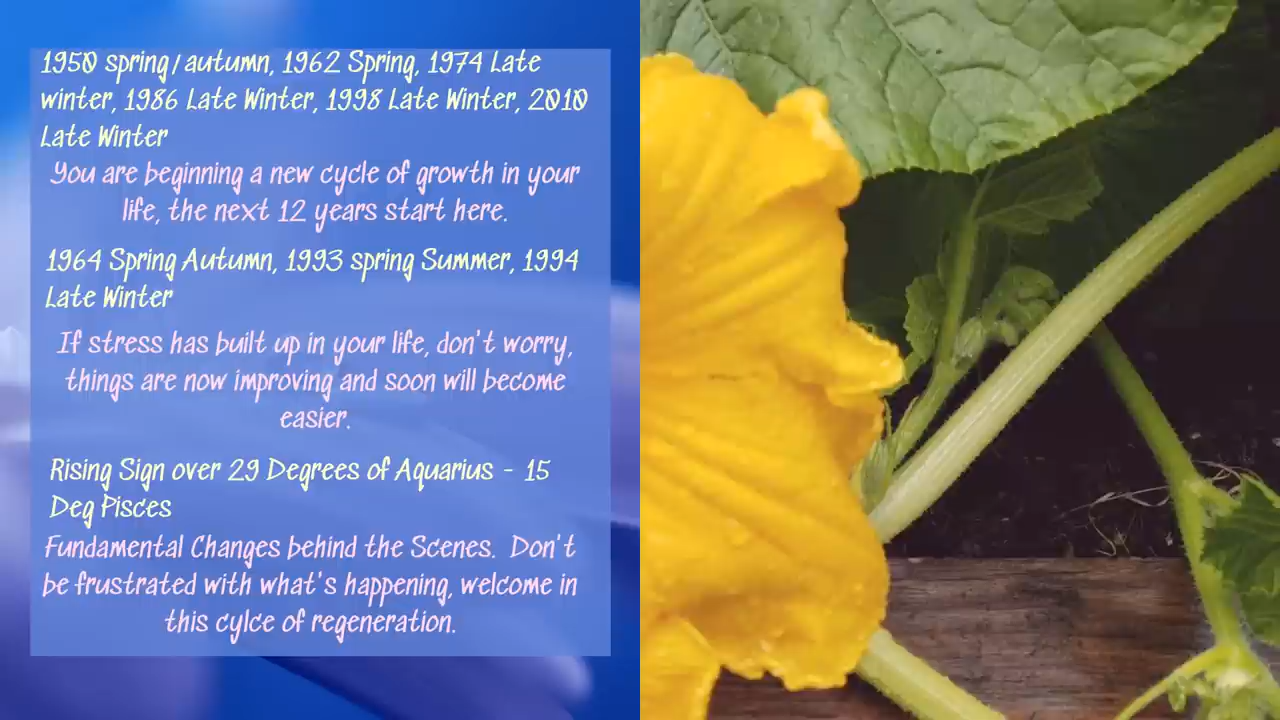 1950 spring/autumn, 1962 Spring, 1974 Late
winter, 1986 Late Winter, 1998 Late Winter, 2010
Late Winter
You are beginning a new cycle of growth in your
life, the next 12 years start here.
1964 Spring Autumn, 1993 spring Summer, 1994
Late Winter
If stress has built up in your life, don't worry,
things are now improving and soon will become
easier.
Rising Sign over 29 Degrees of Aquarius - 15
Deg Pisces
Fundamental Changes behind the Scenes. Don't
be frustrated with what's happening, welcome in
this cylce of regeneration.